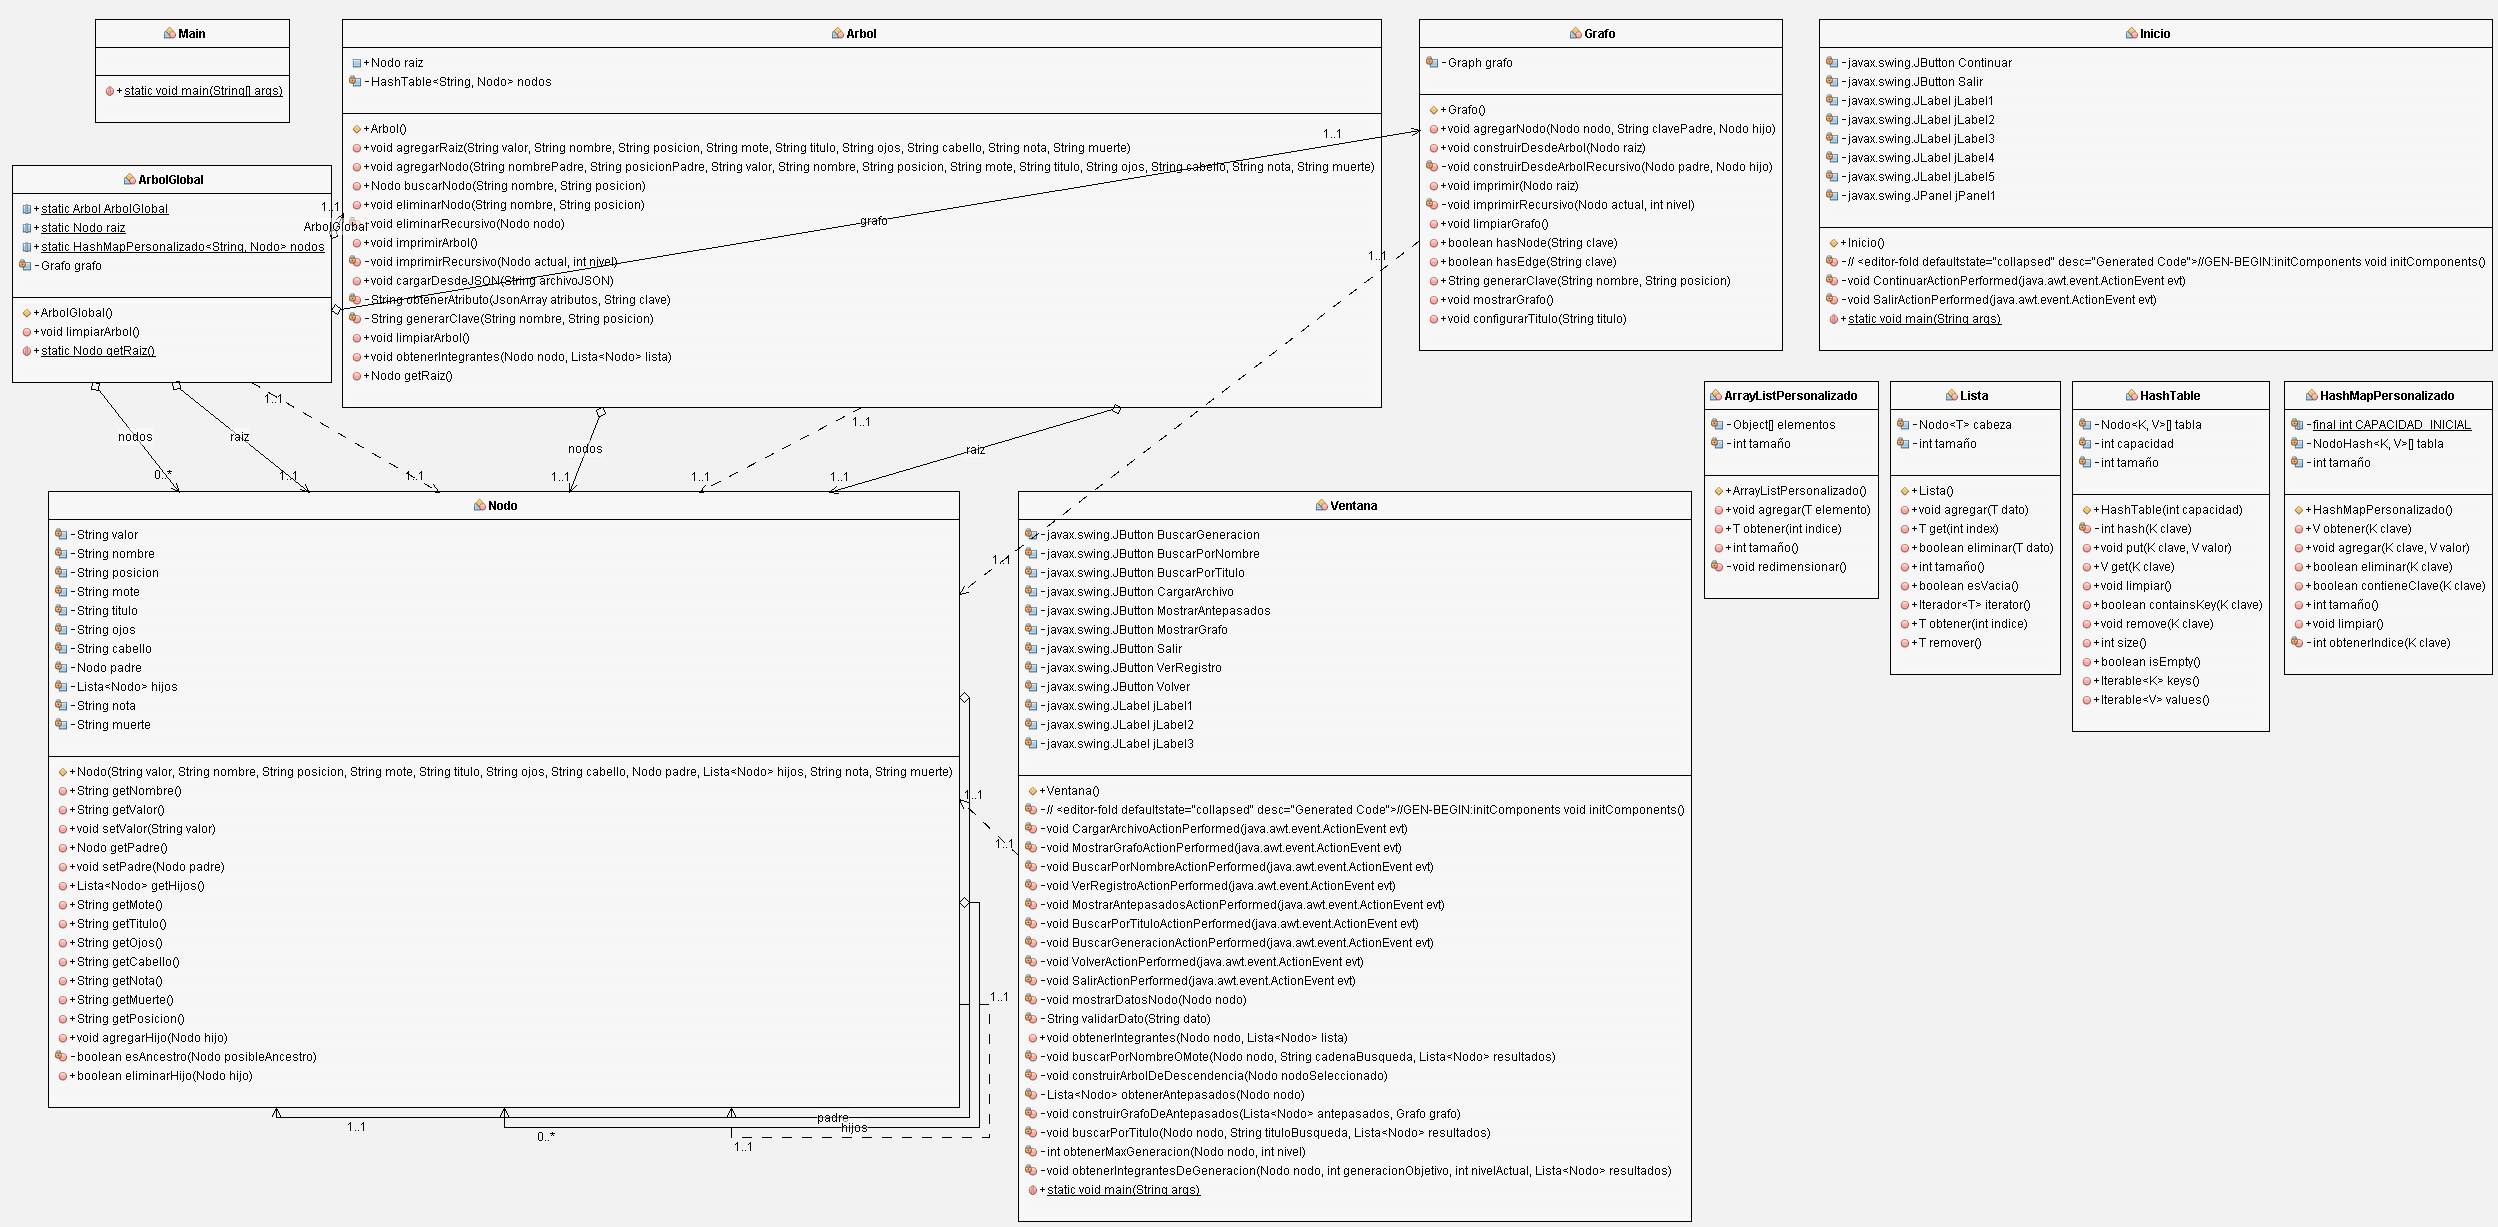 Main
+static void main(String[] args)
Arbol
+Nodo raiz
-HashTable<String, Nodo> nodos
+Arbol()
+void agregarRaiz(String valor, String nombre, String posicion, String mote, String titulo, String ojos, String cabello, String nota, String muerte)
+void agregarNodo(String nombrePadre, String posicionPadre, String valor, String nombre, String posicion, String mote, String titulo, String ojos, String cabello, String nota, String muerte)
+Nodo buscarNodo(String nombre, String posicion)
+void eliminarNodo(String nombre, String posicion)
-void eliminarRecursivo(Nodo nodo)
+void imprimirArbol()
-void imprimirRecursivo(Nodo actual, int nivel)
+void cargarDesdeJSON(String archivoJSON)
-String obtenerAtributo(JsonArray atributos, String clave)
-String generarClave(String nombre, String posicion)
+void limpiarArbol()
+void obtenerIntegrantes(Nodo nodo, Lista<Nodo> lista)
+Nodo getRaiz()
Grafo
-Graph grafo
+Grafo()
+void agregarNodo(Nodo nodo, String clavePadre, Nodo hijo)
+void construirDesdeArbol(Nodo raiz)
-void construirDesdeArbolRecursivo(Nodo padre, Nodo hijo)
+void imprimir(Nodo raiz)
-void imprimirRecursivo(Nodo actual, int nivel)
+void limpiarGrafo()
+boolean hasNode(String clave)
+boolean hasEdge(String clave)
+String generarClave(String nombre, String posicion)
+void mostrarGrafo()
+void configurarTitulo(String titulo)
Inicio
-javax.swing.JButton Continuar
-javax.swing.JButton Salir
-javax.swing.JLabel jLabel1
-javax.swing.JLabel jLabel2
-javax.swing.JLabel jLabel3
-javax.swing.JLabel jLabel4
-javax.swing.JLabel jLabel5
-javax.swing.JPanel jPanel1
+Inicio()
-// <editor-fold defaultstate="collapsed" desc="Generated Code">//GEN-BEGIN:initComponents void initComponents()
-void ContinuarActionPerformed(java.awt.event.ActionEvent evt)
-void SalirActionPerformed(java.awt.event.ActionEvent evt)
+static void main(String args)
ArbolGlobal
+static Arbol ArbolGlobal
+static Nodo raiz
+static HashMapPersonalizado<String, Nodo> nodos
-Grafo grafo
+ArbolGlobal()
+void limpiarArbol()
+static Nodo getRaiz()
1..1
ArbolGlobal
grafo
1..1
1..1
1..1
nodos
0..*
raiz
1..1
1..1
1..1
nodos
1..1
1..1
1..1
raiz
1..1
ArrayListPersonalizado
-Object[] elementos
-int tamaño
+ArrayListPersonalizado()
+void agregar(T elemento)
+T obtener(int indice)
+int tamaño()
-void redimensionar()
Lista
-Nodo<T> cabeza
-int tamaño
+Lista()
+void agregar(T dato)
+T get(int index)
+boolean eliminar(T dato)
+int tamaño()
+boolean esVacia()
+Iterador<T> iterator()
+T obtener(int indice)
+T remover()
HashTable
-Nodo<K, V>[] tabla
-int capacidad
-int tamaño
+HashTable(int capacidad)
-int hash(K clave)
+void put(K clave, V valor)
+V get(K clave)
+void limpiar()
+boolean containsKey(K clave)
+void remove(K clave)
+int size()
+boolean isEmpty()
+Iterable<K> keys()
+Iterable<V> values()
HashMapPersonalizado
-final int CAPACIDAD_INICIAL
-NodoHash<K, V>[] tabla
-int tamaño
+HashMapPersonalizado()
+V obtener(K clave)
+void agregar(K clave, V valor)
+boolean eliminar(K clave)
+boolean contieneClave(K clave)
+int tamaño()
+void limpiar()
-int obtenerIndice(K clave)
Nodo
-String valor
-String nombre
-String posicion
-String mote
-String titulo
-String ojos
-String cabello
-Nodo padre
-Lista<Nodo> hijos
-String nota
-String muerte
+Nodo(String valor, String nombre, String posicion, String mote, String titulo, String ojos, String cabello, Nodo padre, Lista<Nodo> hijos, String nota, String muerte)
+String getNombre()
+String getValor()
+void setValor(String valor)
+Nodo getPadre()
+void setPadre(Nodo padre)
+Lista<Nodo> getHijos()
+String getMote()
+String getTitulo()
+String getOjos()
+String getCabello()
+String getNota()
+String getMuerte()
+String getPosicion()
+void agregarHijo(Nodo hijo)
-boolean esAncestro(Nodo posibleAncestro)
+boolean eliminarHijo(Nodo hijo)
1..1
1..1
1..1
1..1
padre
1..1
hijos
0..*
1..1
Ventana
-javax.swing.JButton BuscarGeneracion
-javax.swing.JButton BuscarPorNombre
-javax.swing.JButton BuscarPorTitulo
-javax.swing.JButton CargarArchivo
-javax.swing.JButton MostrarAntepasados
-javax.swing.JButton MostrarGrafo
-javax.swing.JButton Salir
-javax.swing.JButton VerRegistro
-javax.swing.JButton Volver
-javax.swing.JLabel jLabel1
-javax.swing.JLabel jLabel2
-javax.swing.JLabel jLabel3
+Ventana()
-// <editor-fold defaultstate="collapsed" desc="Generated Code">//GEN-BEGIN:initComponents void initComponents()
-void CargarArchivoActionPerformed(java.awt.event.ActionEvent evt)
-void MostrarGrafoActionPerformed(java.awt.event.ActionEvent evt)
-void BuscarPorNombreActionPerformed(java.awt.event.ActionEvent evt)
-void VerRegistroActionPerformed(java.awt.event.ActionEvent evt)
-void MostrarAntepasadosActionPerformed(java.awt.event.ActionEvent evt)
-void BuscarPorTituloActionPerformed(java.awt.event.ActionEvent evt)
-void BuscarGeneracionActionPerformed(java.awt.event.ActionEvent evt)
-void VolverActionPerformed(java.awt.event.ActionEvent evt)
-void SalirActionPerformed(java.awt.event.ActionEvent evt)
-void mostrarDatosNodo(Nodo nodo)
-String validarDato(String dato)
+void obtenerIntegrantes(Nodo nodo, Lista<Nodo> lista)
-void buscarPorNombreOMote(Nodo nodo, String cadenaBusqueda, Lista<Nodo> resultados)
-void construirArbolDeDescendencia(Nodo nodoSeleccionado)
-Lista<Nodo> obtenerAntepasados(Nodo nodo)
-void construirGrafoDeAntepasados(Lista<Nodo> antepasados, Grafo grafo)
-void buscarPorTitulo(Nodo nodo, String tituloBusqueda, Lista<Nodo> resultados)
-int obtenerMaxGeneracion(Nodo nodo, int nivel)
-void obtenerIntegrantesDeGeneracion(Nodo nodo, int generacionObjetivo, int nivelActual, Lista<Nodo> resultados)
+static void main(String args)